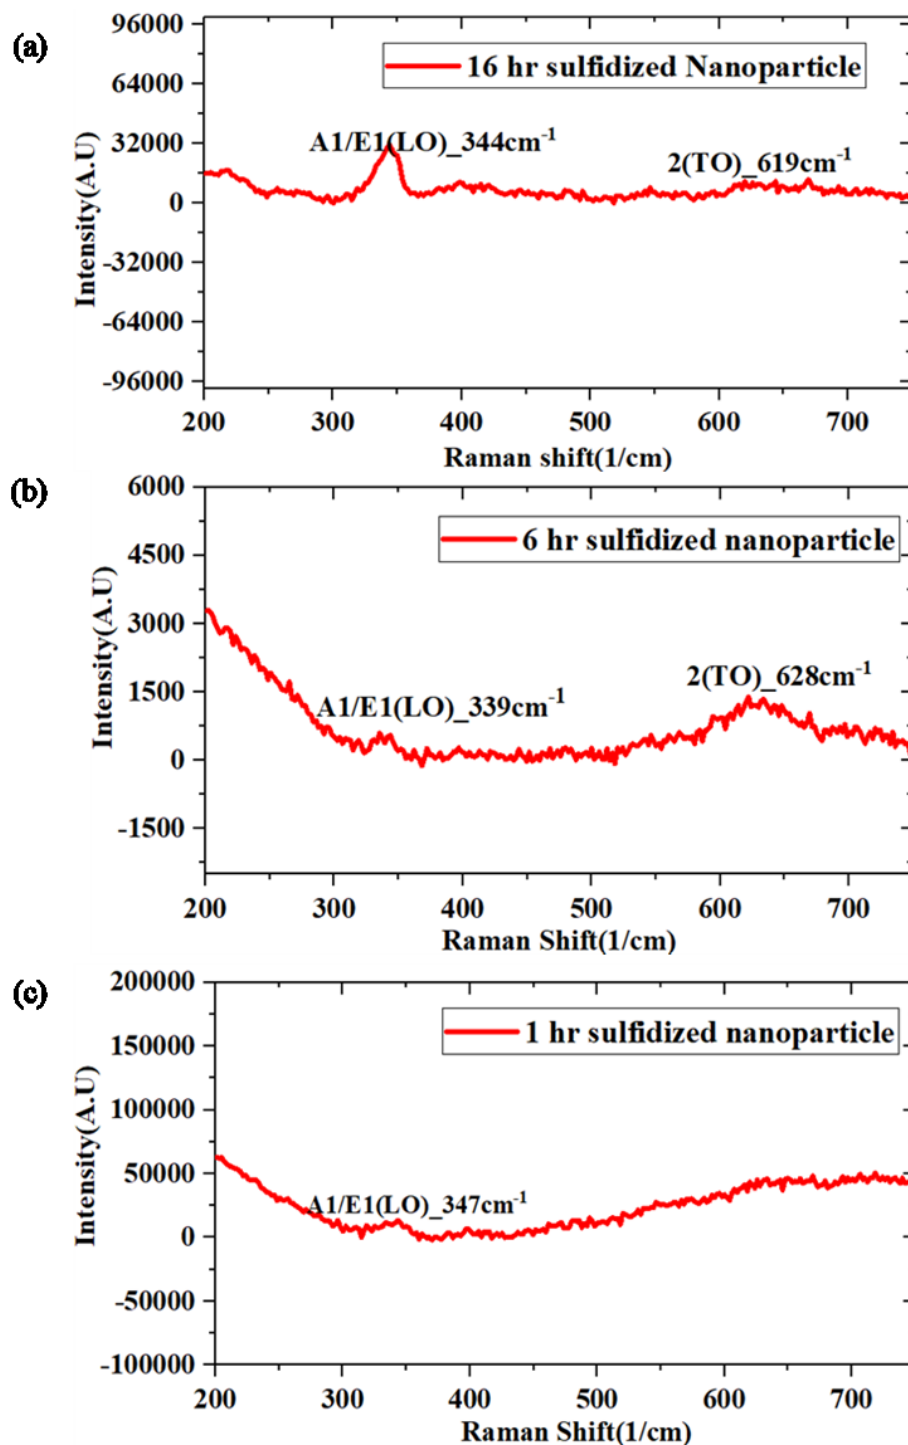 (a)
16 hr sulfidized Nanoparticle
A1/E1(LO)_344cm⁻¹
2(TO)_619cm⁻¹
Intensity(A.U)
96000
64000
32000
0
-32000
-64000
-96000
200 300 400 500 600 700
Raman shift(1/cm)
(b)
6 hr sulfidized nanoparticle
A1/E1(LO)_339cm⁻¹
2(TO)_628cm⁻¹
Intensity(A.U)
6000
4500
3000
1500
0
-1500
200 300 400 500 600 700
Raman Shift(1/cm)
(c)
1 hr sulfidized nanoparticle
A1/E1(LO)_347cm⁻¹
Intensity(A.U)
200000
150000
100000
50000
0
-50000
-100000
200 300 400 500 600 700
Raman Shift(1/cm)